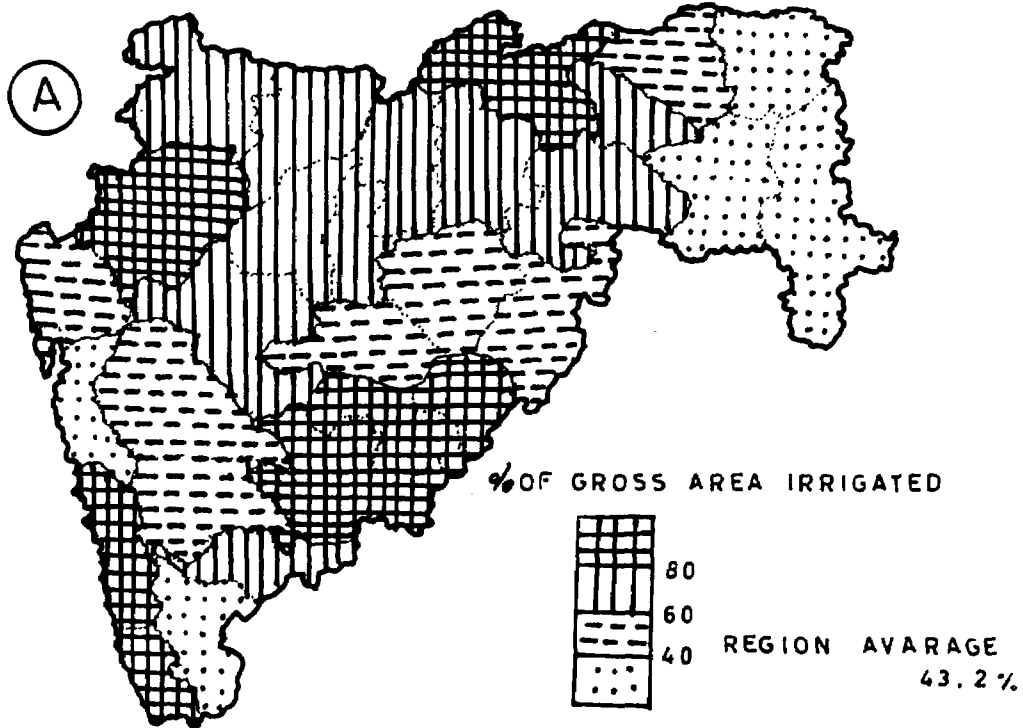 A
% OF GROSS AREA IRRIGATED
80
60
40
REGION AVARAGE
43.2 %